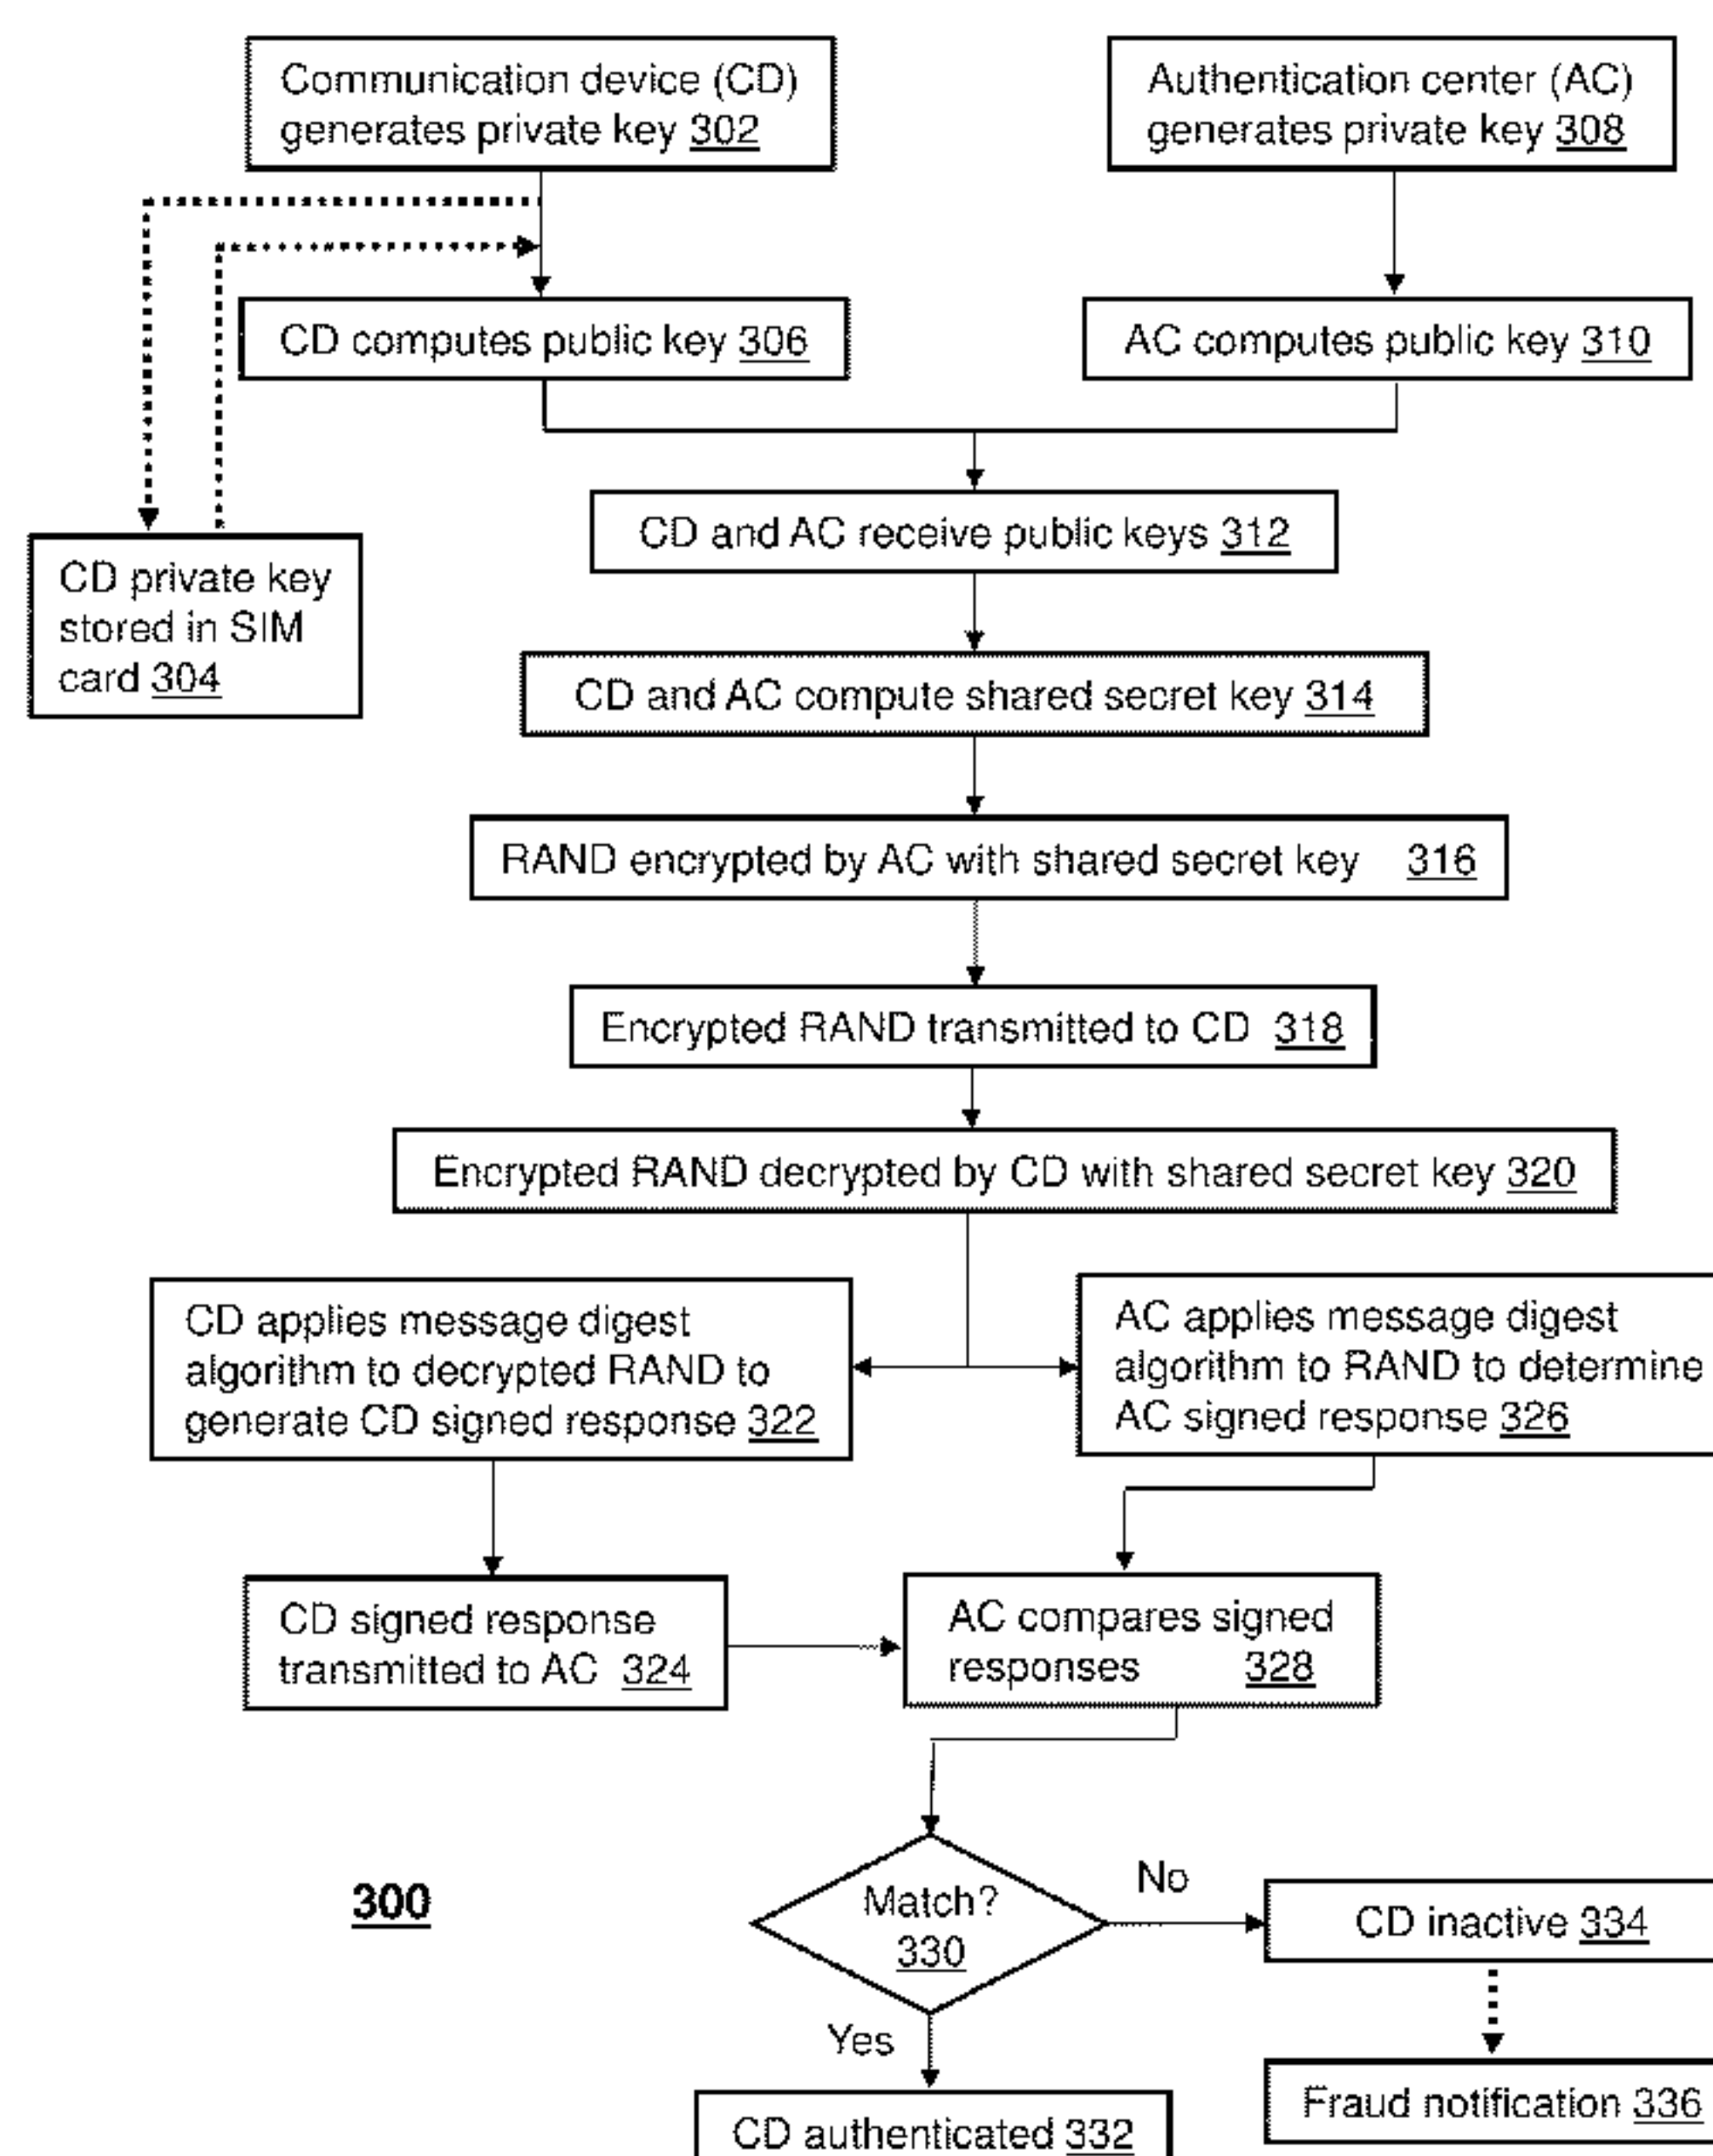 Communication device (CD)
generates private key 302
Authentication center (AC)
generates private key 308
CD computes public key 306
AC computes public key 310
CD and AC receive public keys 312
CD private key
stored in SIM
card 304
CD and AC compute shared secret key 314
RAND encrypted by AC with shared secret key 316
Encrypted RAND transmitted to CD 318
Encrypted RAND decrypted by CD with shared secret key 320
CD applies message digest
algorithm to decrypted RAND to
generate CD signed response 322
AC applies message digest
algorithm to RAND to determine
AC signed response 326
CD signed response
transmitted to AC 324
AC compares signed
responses 328
300
Match?
330
No
CD inactive 334
Yes
Fraud notification 336
CD authenticated 332